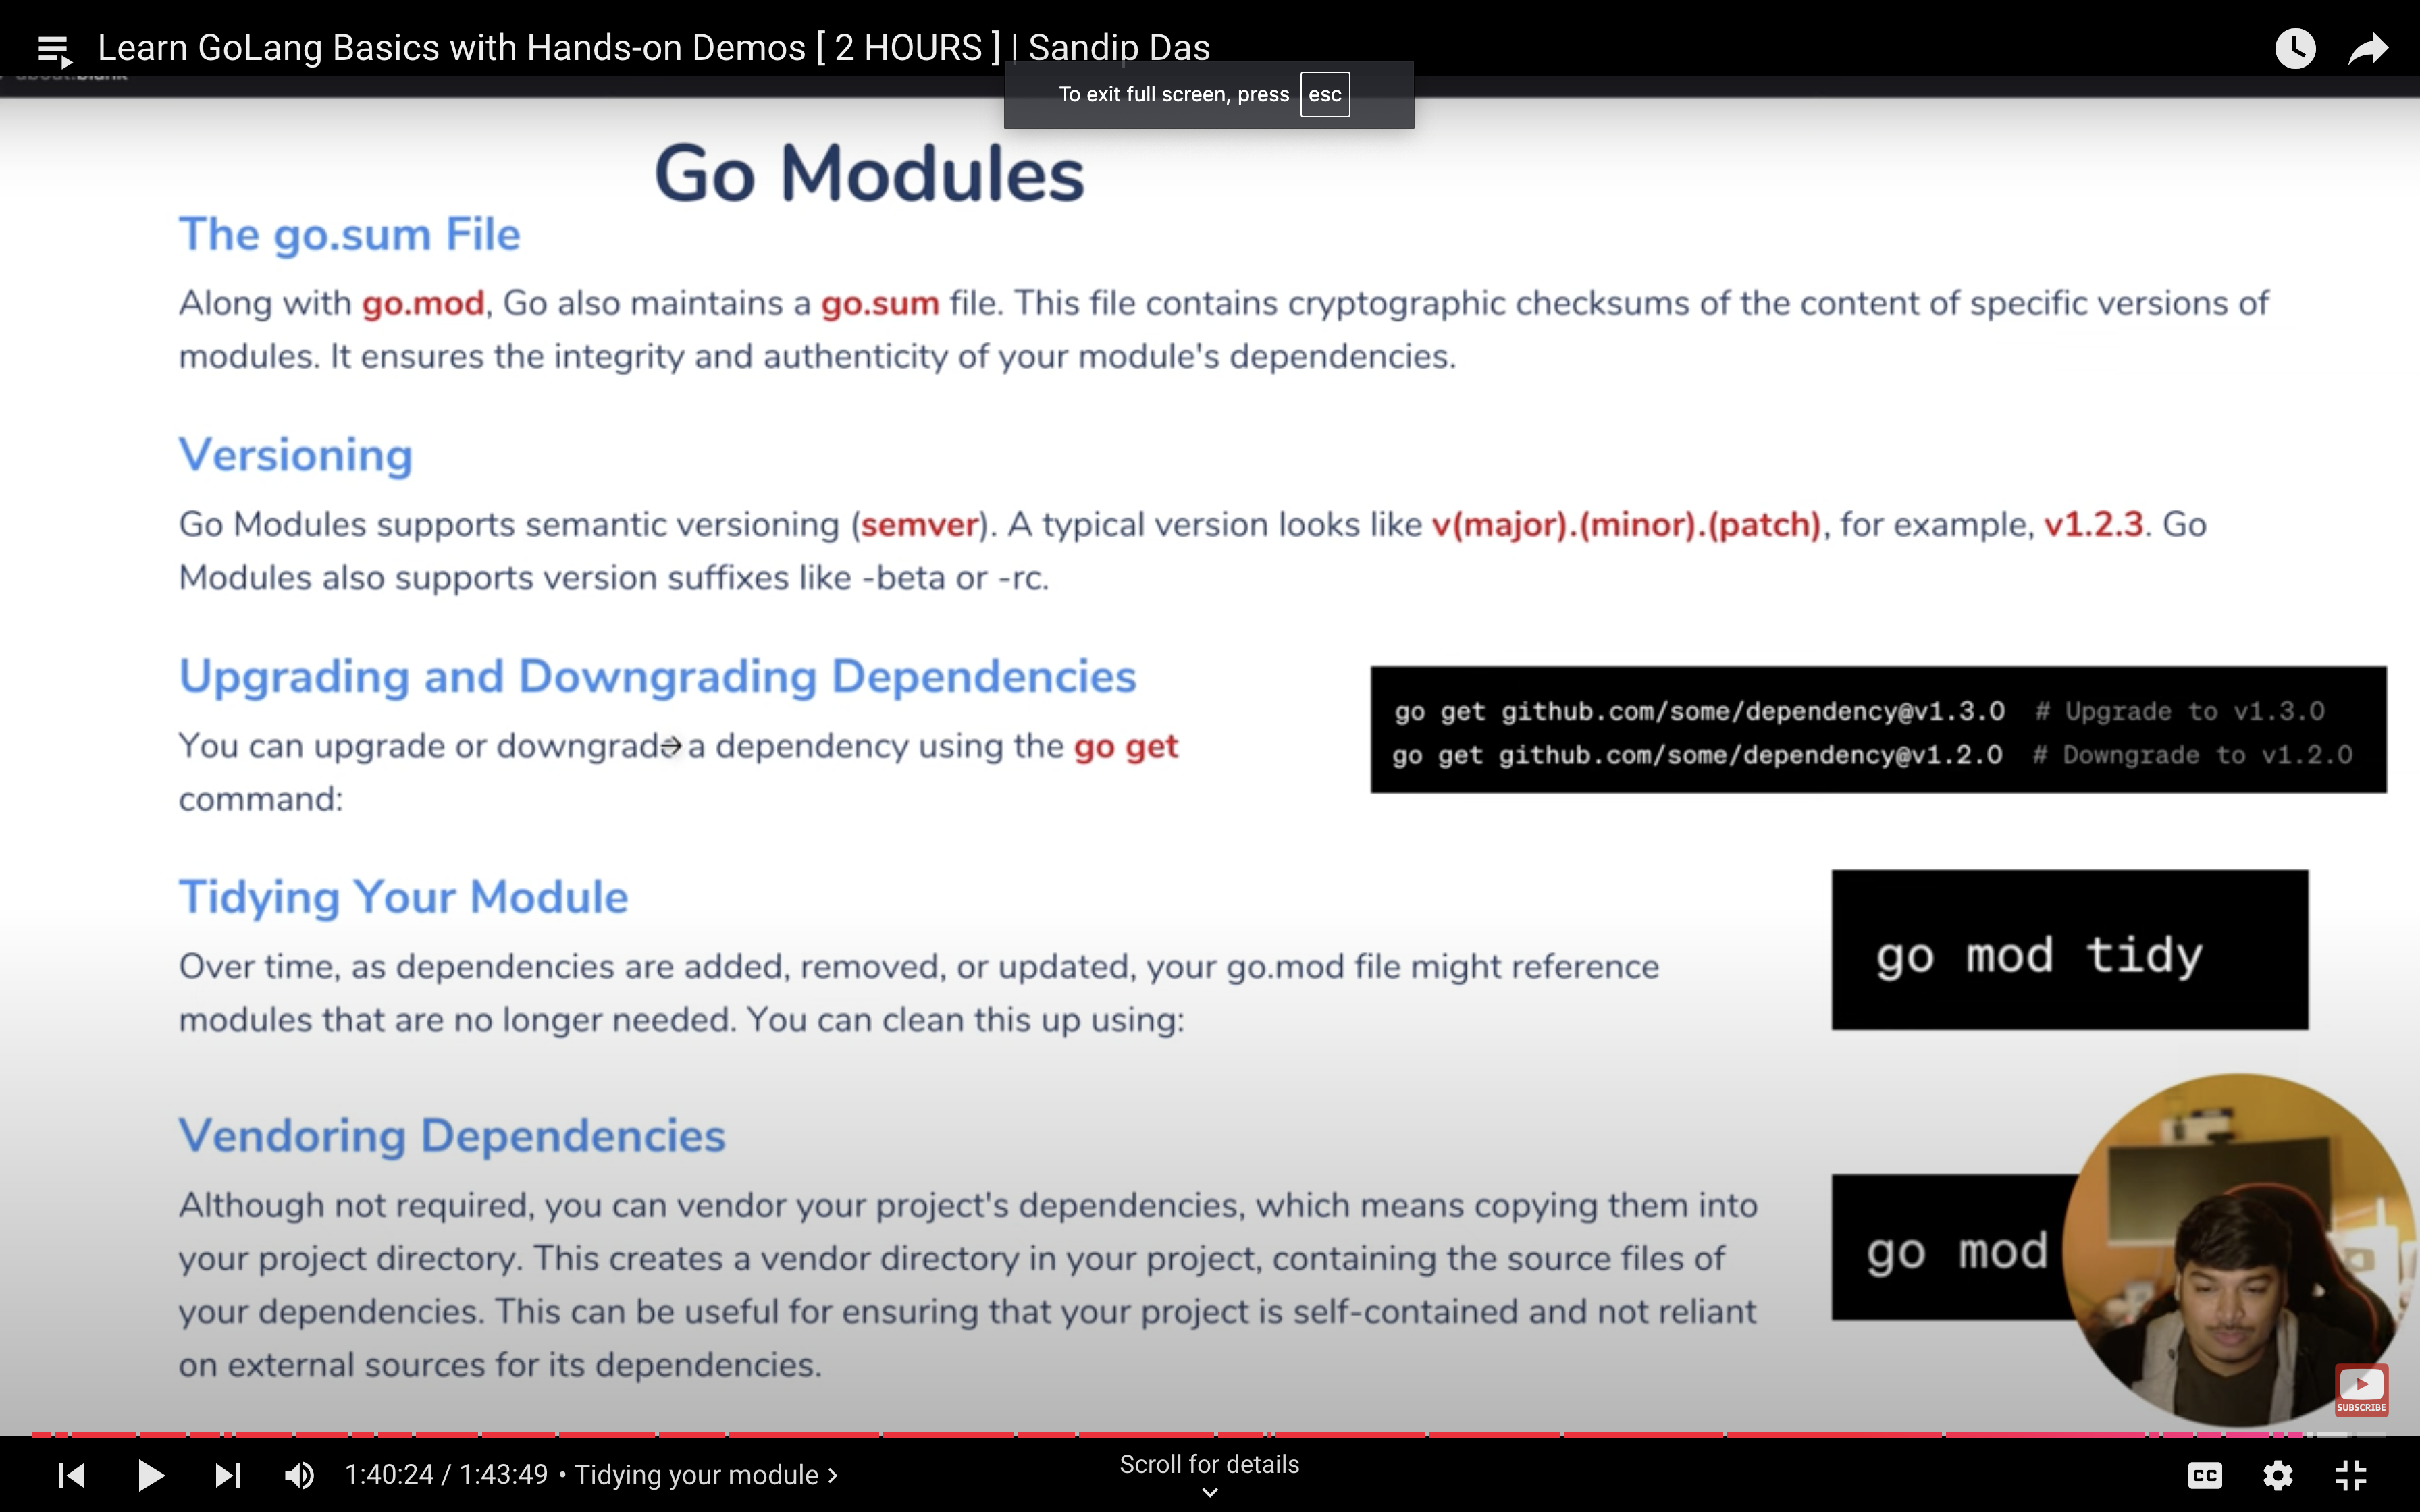 Learn GoLang Basics with Hands-on Demos [ 2 HOURS ] | Sandip Das
about:blank
To exit full screen, press esc
Go Modules
The go.sum File
Along with go.mod, Go also maintains a go.sum file. This file contains cryptographic checksums of the content of specific versions of
modules. It ensures the integrity and authenticity of your module's dependencies.
Versioning
Go Modules supports semantic versioning (semver). A typical version looks like v(major).(minor).(patch), for example, v1.2.3. Go
Modules also supports version suffixes like -beta or -rc.
Upgrading and Downgrading Dependencies
You can upgrade or downgrade a dependency using the go get
command:
go get github.com/some/dependency@v1.3.0 # Upgrade to v1.3.0
go get github.com/some/dependency@v1.2.0 # Downgrade to v1.2.0
Tidying Your Module
Over time, as dependencies are added, removed, or updated, your go.mod file might reference
modules that are no longer needed. You can clean this up using:
go mod tidy
Vendoring Dependencies
Although not required, you can vendor your project's dependencies, which means copying them into
your project directory. This creates a vendor directory in your project, containing the source files of
your dependencies. This can be useful for ensuring that your project is self-contained and not reliant
on external sources for its dependencies.
go mod
SUBSCRIBE
1:40:24 / 1:43:49 • Tidying your module >
Scroll for details
CC